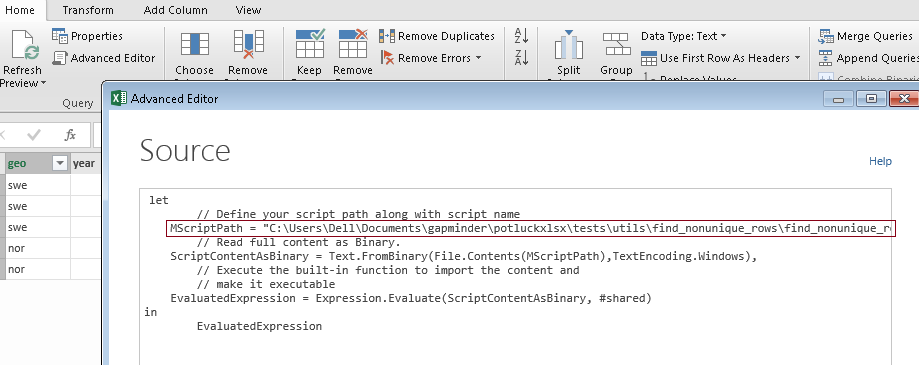 Home Transform Add Column View
Properties Remove Duplicates Data Type: Text Merge Queries
Refresh Advanced Editor Choose Remove Keep Remove Remove Errors Split Group Use First Row As Headers Append Queries
Preview Replace Values Combine Binaries
Query
Advanced Editor
fx
Source
Help
geo year
swe
swe
swe
nor
nor
let
// Define your script path along with script name
MScriptPath = "C:\Users\Dell\Documents\gapminder\potluckxlsx\tests\utils\find_nonunique_rows\find_nonunique_r
// Read full content as Binary.
ScriptContentAsBinary = Text.FromBinary(File.Contents(MScriptPath),TextEncoding.Windows),
// Execute the built-in function to import the content and
// make it executable
EvaluatedExpression = Expression.Evaluate(ScriptContentAsBinary, #shared)
in
EvaluatedExpression